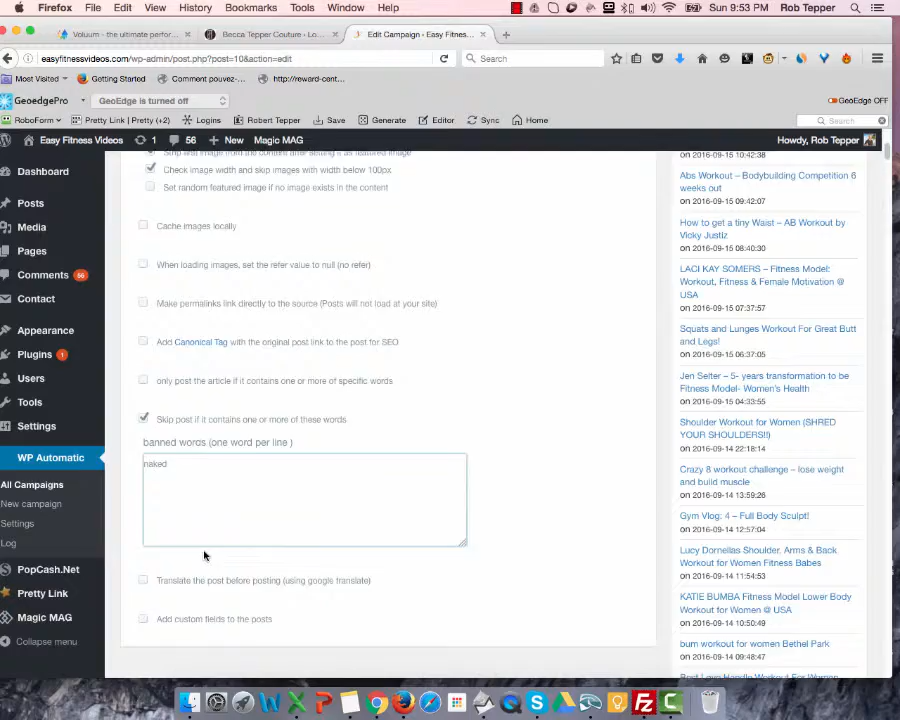 Firefox File Edit View History Bookmarks Tools Window Help Sun 9:53 PM Rob Tepper
Voluum - the ultimate perfor... Becca Tepper Couture - Lo... Edit Campaign - Easy Fitnes...
easyfitnessvideos.com/wp-admin/post.php?post=10&action=edit Search
Most Visited Getting Started Comment pouvez-... http://reward-cent...
GeoedgePro GeoEdge is turned off GeoEdge OFF
RoboForm Pretty Link | Pretty (+2) Logins Robert Tepper Save Generate Editor Sync Home Search
Easy Fitness Videos 1 56 New Magic MAG Howdy, Rob Tepper
Dashboard
Posts
Media
Pages
Comments 56
Contact
Appearance
Plugins 1
Users
Tools
Settings
WP Automatic
All Campaigns
New campaign
Settings
Log
PopCash.Net
Pretty Link
Magic MAG
Collapse menu
Strip first image from the content after setting it as featured image
Check image width and skip images with width below 100px
Set random featured image if no image exists in the content
Cache images locally
When loading images, set the refer value to null (no refer)
Make permalinks link directly to the source (Posts will not load at your site)
Add Canonical Tag with the original post link to the post for SEO
only post the article if it contains one or more of specific words
Skip post if it contains one or more of these words
banned words (one word per line )
naked
Translate the post before posting (using google translate)
Add custom fields to the posts
on 2016-09-15 10:42:38
Abs Workout – Bodybuilding Competition 6
weeks out
on 2016-09-15 09:42:07
How to get a tiny Waist – AB Workout by
Vicky Justiz
on 2016-09-15 08:40:30
LACI KAY SOMERS – Fitness Model:
Workout, Fitness & Female Motivation @
USA
on 2016-09-15 07:37:57
Squats and Lunges Workout For Great Butt
and Legs!
on 2016-09-15 06:37:05
Jen Selter – 5- years transformation to be
Fitness Model- Women's Health
on 2016-09-15 04:33:55
Shoulder Workout for Women (SHRED
YOUR SHOULDERS!!)
on 2016-09-14 22:18:14
Crazy 8 workout challenge – lose weight
and build muscle
on 2016-09-14 13:59:26
Gym Vlog: 4 – Full Body Sculpt!
on 2016-09-14 12:57:04
Lucy Dornellas Shoulder, Arms & Back
Workout for Women Fitness Babes
on 2016-09-14 11:54:53
KATIE BUMBA Fitness Model Lower Body
Workout for Women @ USA
on 2016-09-14 10:50:49
bum workout for women Bethel Park
on 2016-09-14 09:48:47